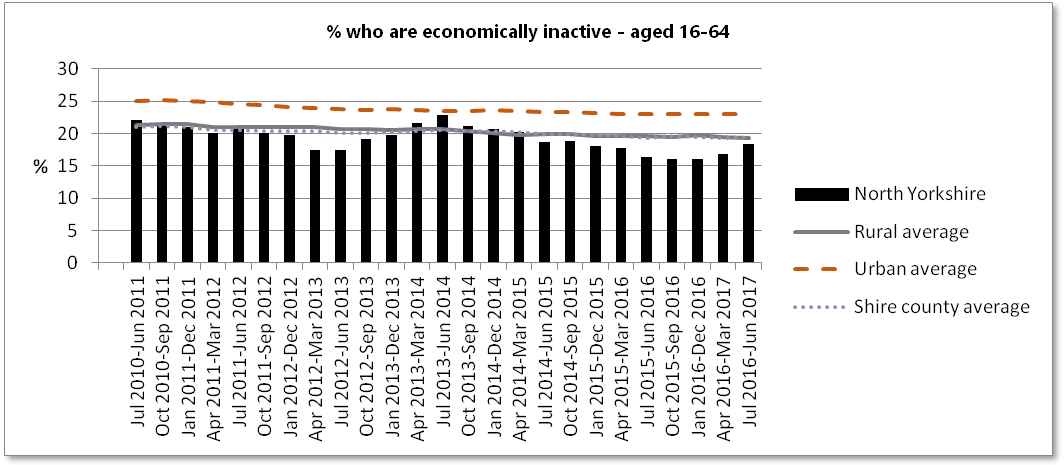 % who are economically inactive - aged 16-64
30
25
20
15
10
5
0
%
Jul 2010-Jun 2011
Oct 2010-Sep 2011
Jan 2011-Dec 2011
Apr 2011-Mar 2012
Jul 2011-Jun 2012
Oct 2011-Sep 2012
Jan 2012-Dec 2012
Apr 2012-Mar 2013
Jul 2012-Jun 2013
Oct 2012-Sep 2013
Jan 2013-Dec 2013
Apr 2013-Mar 2014
Jul 2013-Jun 2014
Oct 2013-Sep 2014
Jan 2014-Dec 2014
Apr 2014-Mar 2015
Jul 2014-Jun 2015
Oct 2014-Sep 2015
Jan 2015-Dec 2015
Apr 2015-Mar 2016
Jul 2015-Jun 2016
Oct 2015-Sep 2016
Jan 2016-Dec 2016
Apr 2016-Mar 2017
Jul 2016-Jun 2017
North Yorkshire
Rural average
Urban average
Shire county average